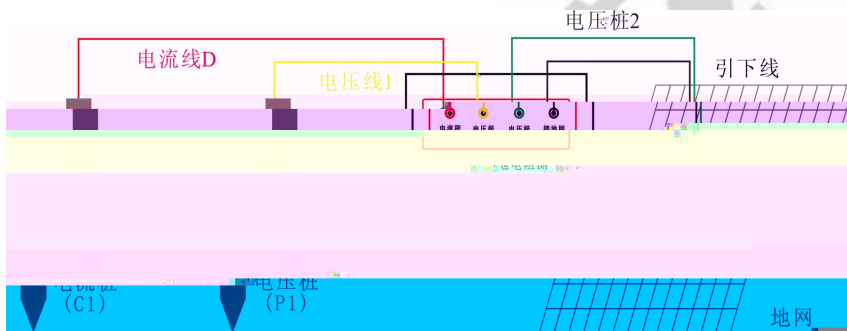 电压桩2
电流线D
电压线1
引下线
电流极 电压极 电压极 接地网
电流桩
(C1)
电压桩
(P1)
地网